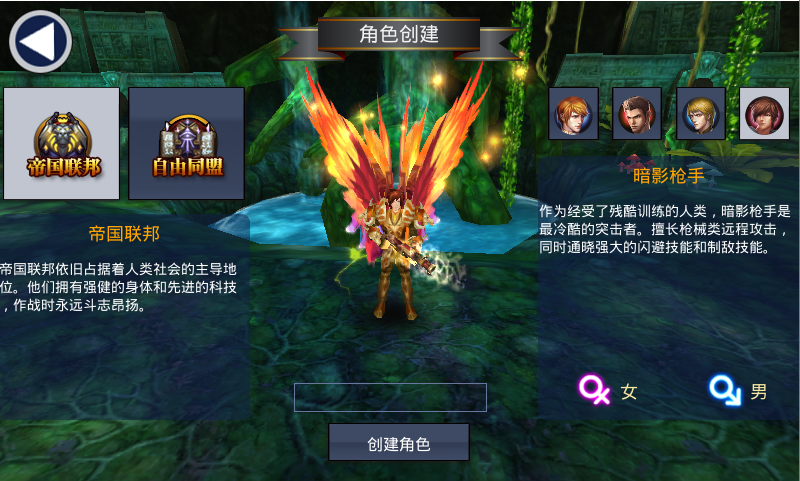 角色创建
帝国联邦
自由同盟
帝国联邦
帝国联邦依旧占据着人类社会的主导地
位。他们拥有强健的身体和先进的科技
，作战时永远斗志昂扬。
暗影枪手
作为经受了残酷训练的人类，暗影枪手是
最冷酷的突击者。擅长枪械类远程攻击，
同时通晓强大的闪避技能和制敌技能。
女
男
创建角色